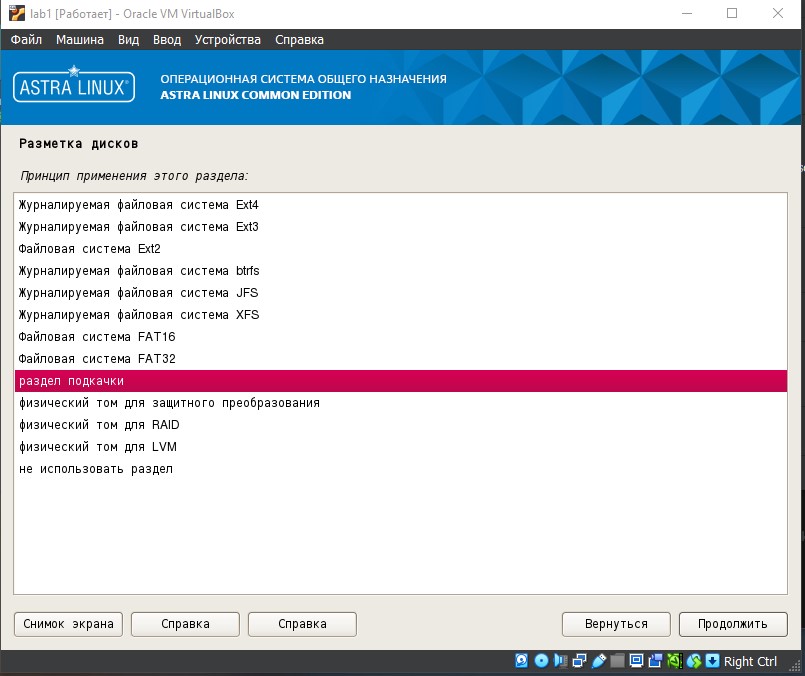 lab1 [Работает] - Oracle VM VirtualBox
Файл Машина Вид Ввод Устройства Справка
ASTRA LINUX®
ОПЕРАЦИОННАЯ СИСТЕМА ОБЩЕГО НАЗНАЧЕНИЯ
ASTRA LINUX COMMON EDITION
Разметка дисков
Принцип применения этого раздела:
Журналируемая файловая система Ext4
Журналируемая файловая система Ext3
Файловая система Ext2
Журналируемая файловая система btrfs
Журналируемая файловая система JFS
Журналируемая файловая система XFS
Файловая система FAT16
Файловая система FAT32
раздел подкачки
физический том для защитного преобразования
физический том для RAID
физический том для LVM
не использовать раздел
Снимок экрана Справка Справка Вернуться Продолжить
Right Ctrl